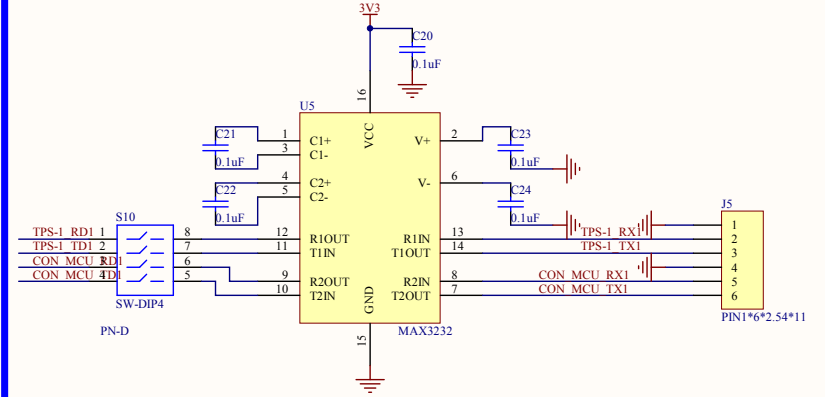 3V3
C20
0.1uF
16
U5
VCC
C21
0.1uF
1 C1+
3 C1-
V+ 2
C23
0.1uF
C22
0.1uF
4 C2+
5 C2-
V- 6
C24
0.1uF
J5
S10
TPS-1_RD1 1 8 12 R1OUT R1IN 13 TPS-1_RX1
TPS-1_TD1 2 7 11 T1IN T1OUT 14 TPS-1_TX1
CON_MCU_RD1 3 6 9 R2OUT R2IN 8 CON_MCU_RX1
CON_MCU_TD1 4 5 10 T2IN T2OUT 7 CON_MCU_TX1
1
2
3
4
5
6
SW-DIP4
GND
PIN1*6*2.54*11
PN-D
15
MAX3232